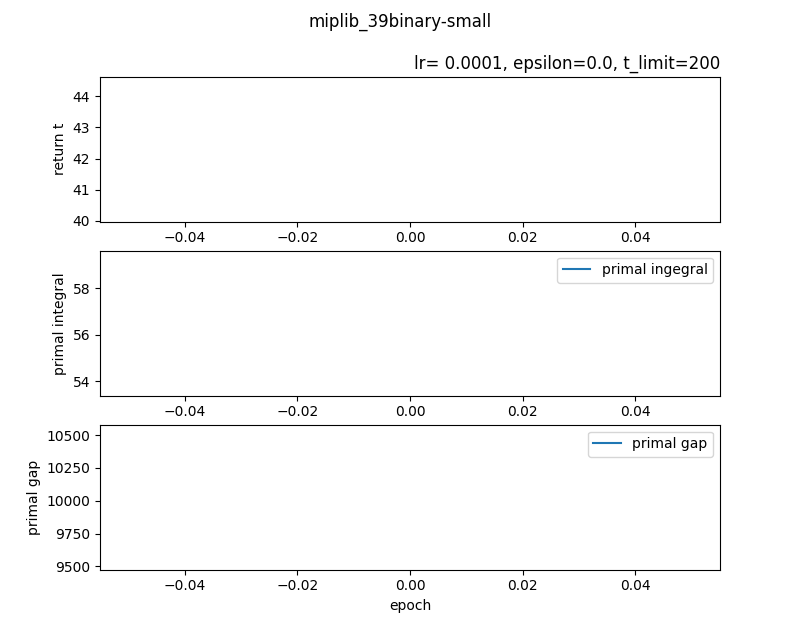 miplib_39binary-small
lr= 0.0001, epsilon=0.0, t_limit=200
return t
44
43
42
41
40
−0.04 −0.02 0.00 0.02 0.04
primal integral
primal ingegral
58
56
54
−0.04 −0.02 0.00 0.02 0.04
primal gap
primal gap
10500
10250
10000
9750
9500
−0.04 −0.02 0.00 0.02 0.04
epoch